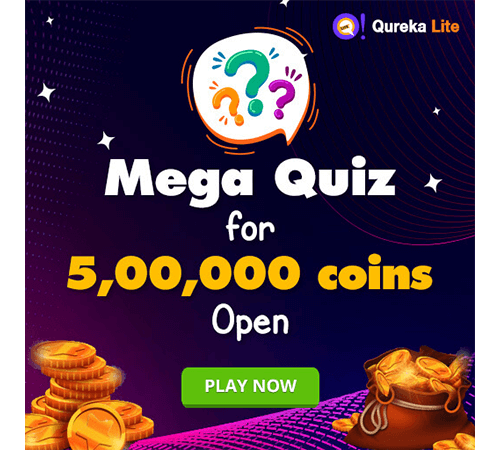 Qureka Lite
Mega Quiz
for
5,00,000 coins
Open
PLAY NOW